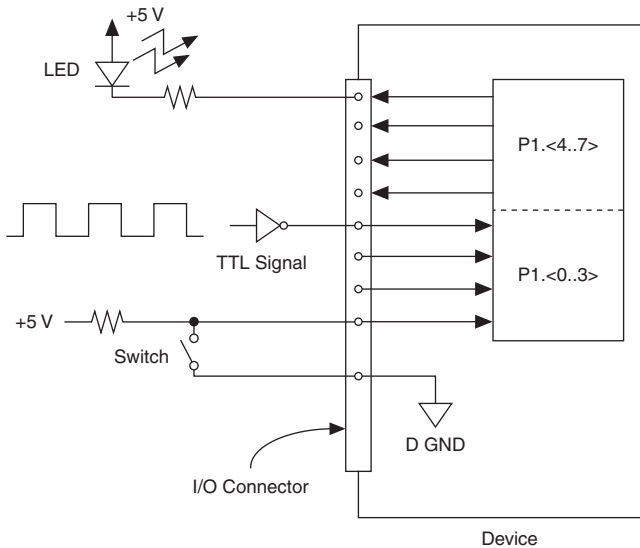 +5 V
LED
P1.<4..7>
TTL Signal
P1.<0..3>
+5 V
Switch
D GND
I/O Connector
Device